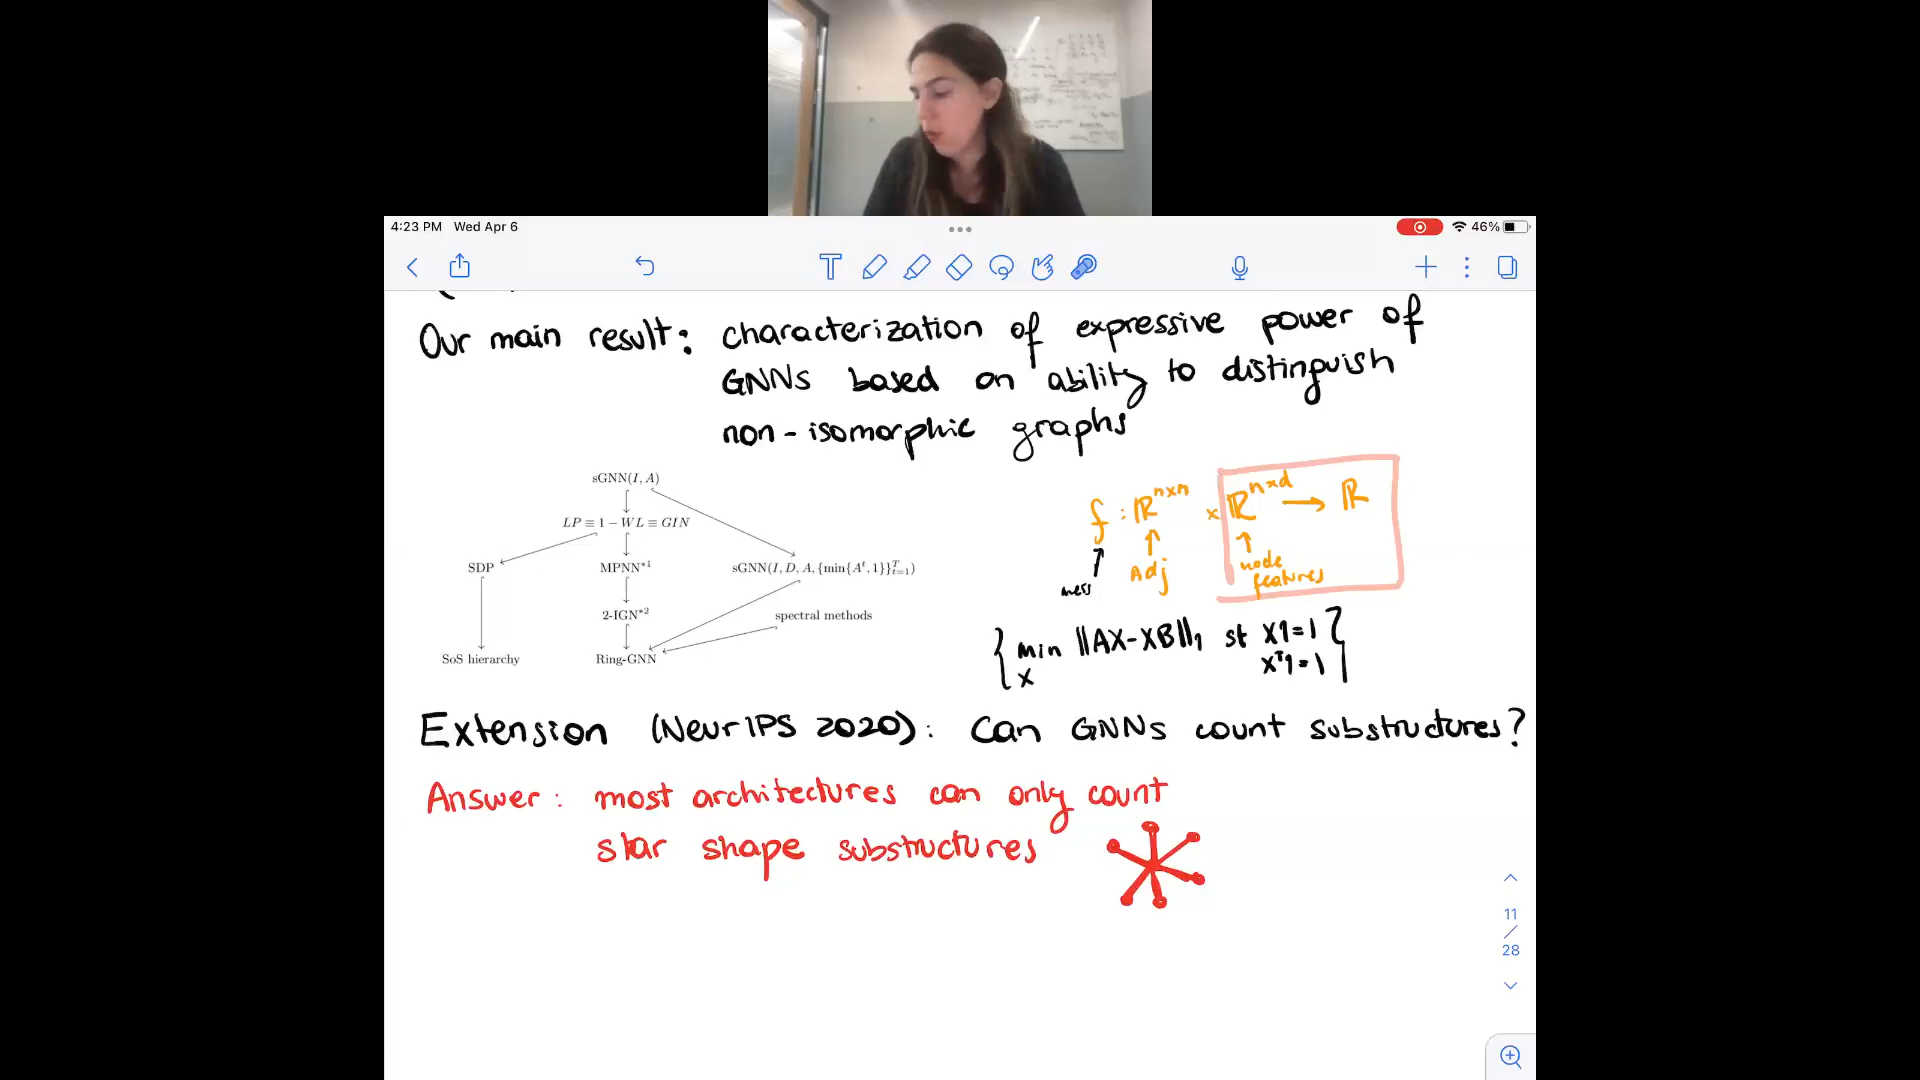 4:23 PM Wed Apr 6
46%
T
Our main result: characterization of expressive power of
GNNs based on ability to distinguish
non-isomorphic graphs
sGNN(I, A)
LP ≡ 1 − WL ≡ GIN
SDP
MPNN*1
sGNN(I, D, A, {min{A^t, 1}}_{t=1}^T)
2-IGN*2
spectral methods
SoS hierarchy
Ring-GNN
f : ℝ^{n×n} × ℝ^{n×d} → ℝ
Adj
node
features
{ min ‖AX-XB‖₁ st X1=1 }
X
X^T1=1
Extension (NeurIPS 2020): Can GNNs count substructures?
Answer: most architectures can only count
star shape substructures
11
/
28